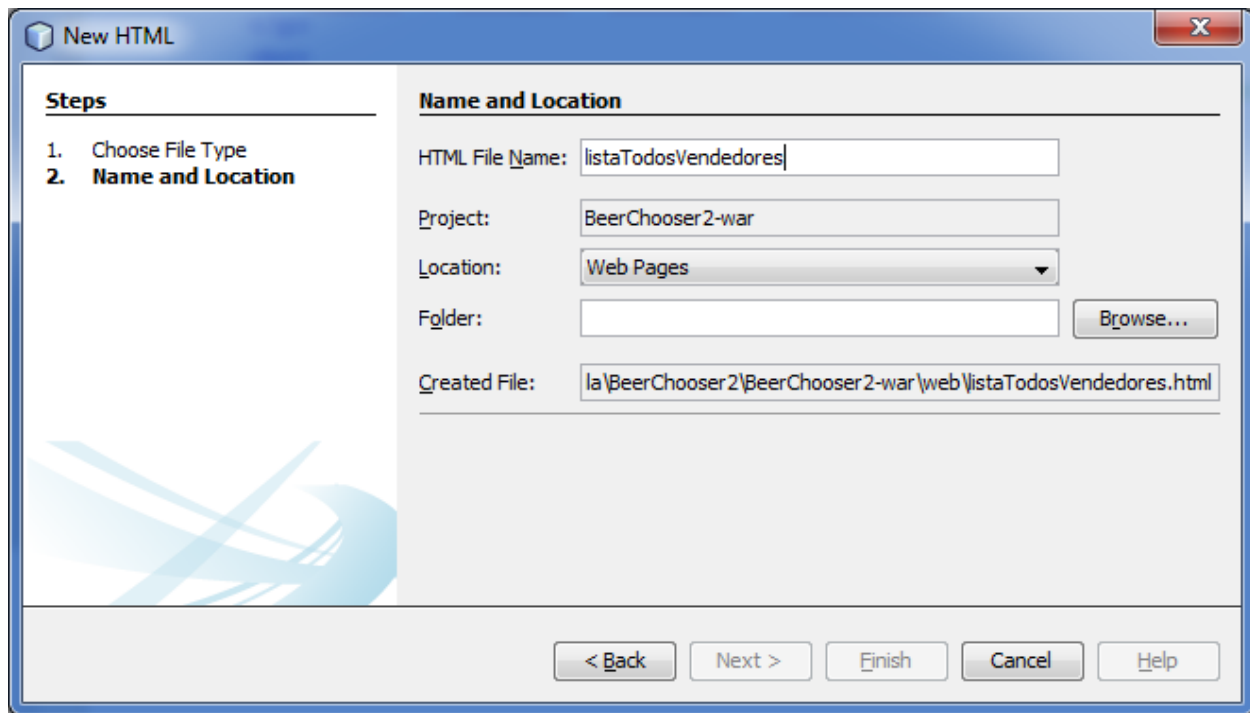 New HTML
Steps
1. Choose File Type
2. Name and Location
Name and Location
HTML File Name: listaTodosVendedores
Project: BeerChooser2-war
Location: Web Pages
Folder: Browse...
Created File: la\BeerChooser2\BeerChooser2-war\web\listaTodosVendedores.html
< Back Next > Finish Cancel Help